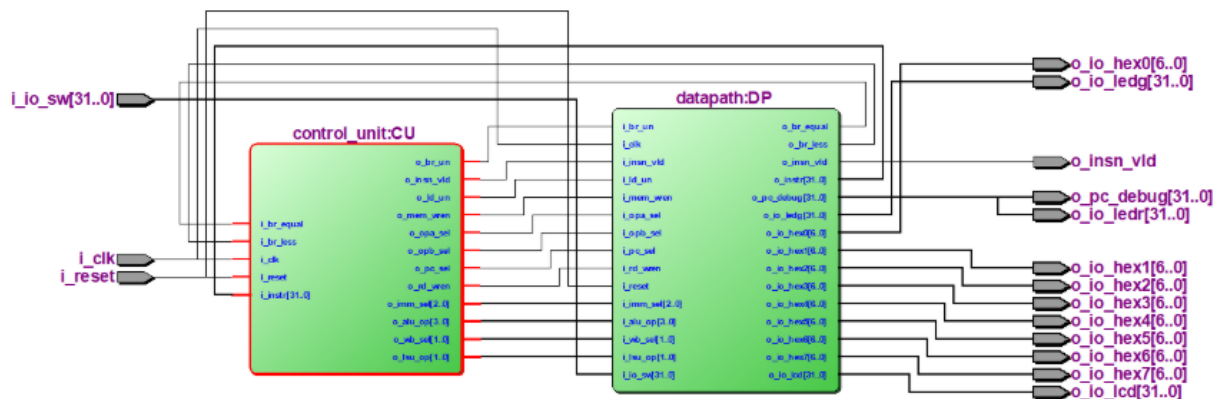 i_io_sw[31..0]
i_clk
i_reset
control_unit:CU
i_br_equal
i_br_less
i_clk
i_reset
i_instr[31..0]
o_br_un
o_insn_vld
o_ld_un
o_mem_wren
o_opa_sel
o_opb_sel
o_pc_sel
o_rd_wren
o_imm_sel[2..0]
o_alu_op[3..0]
o_wb_sel[1..0]
o_lsu_op[1..0]
datapath:DP
i_br_un
i_clk
i_insn_vld
i_ld_un
i_mem_wren
i_opa_sel
i_opb_sel
i_pc_sel
i_rd_wren
i_reset
i_imm_sel[2..0]
i_alu_op[3..0]
i_wb_sel[1..0]
i_lsu_op[1..0]
i_io_sw[31..0]
o_br_equal
o_br_less
o_insn_vld
o_instr[31..0]
o_pc_debug[31..0]
o_io_ledg[31..0]
o_io_hex0[6..0]
o_io_hex1[6..0]
o_io_hex2[6..0]
o_io_hex3[6..0]
o_io_hex4[6..0]
o_io_hex5[6..0]
o_io_hex6[6..0]
o_io_hex7[6..0]
o_io_lcd[31..0]
o_io_hex0[6..0]
o_io_ledg[31..0]
o_insn_vld
o_pc_debug[31..0]
o_io_ledr[31..0]
o_io_hex1[6..0]
o_io_hex2[6..0]
o_io_hex3[6..0]
o_io_hex4[6..0]
o_io_hex5[6..0]
o_io_hex6[6..0]
o_io_hex7[6..0]
o_io_lcd[31..0]